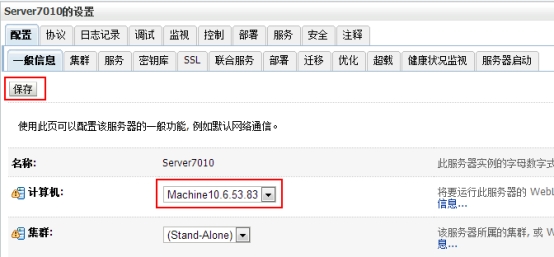 Server7010的设置
配置 协议 日志记录 调试 监视 控制 部署 服务 安全 注释
一般信息 集群 服务 密钥库 SSL 联合服务 部署 迁移 优化 超载 健康状况监视 服务器启动
保存
使用此页可以配置该服务器的一般功能, 例如默认网络通信。
名称: Server7010 此服务器实例的字母数字式
计算机: Machine10.6.53.83 将要运行此服务器的 WebL
信息...
集群: (Stand-Alone) 该服务器所属的集群, 或 W
息...